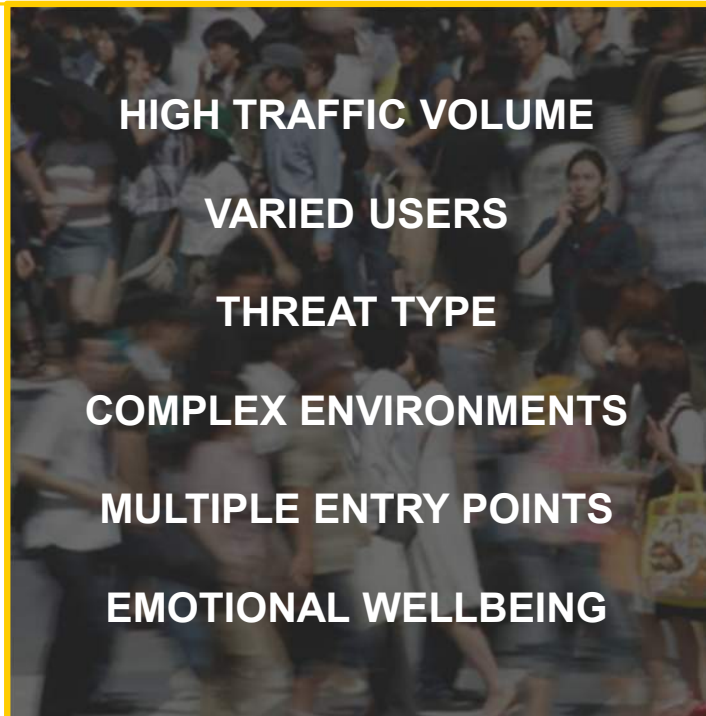 HIGH TRAFFIC VOLUME
VARIED USERS
THREAT TYPE
COMPLEX ENVIRONMENTS
MULTIPLE ENTRY POINTS
EMOTIONAL WELLBEING